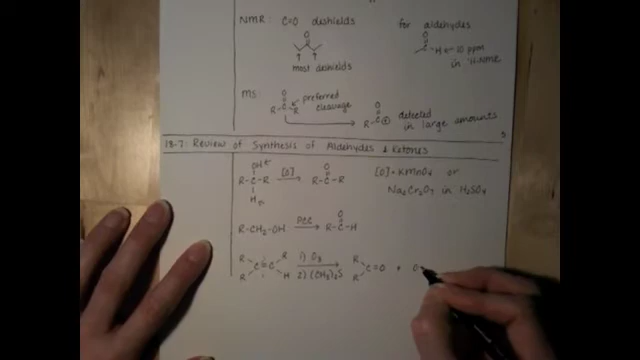 NMR: C=O deshields for aldehydes
O
O
C H ≈ 10 ppm
in ¹H-NMR
most deshields
MS:
O preferred
R-C-R cleavage
O
R-C⊕ detected
in large amounts
18-7: Review of Synthesis of Aldehydes & Ketones
OH O
R-C-R [O] R-C-R [O] = KMnO4 or
H Na2Cr2O7 in H2SO4
O
R-CH2-OH PCC R-C-H
R R 1) O3 R
C=C C=O + O
R H 2) (CH3)2S R